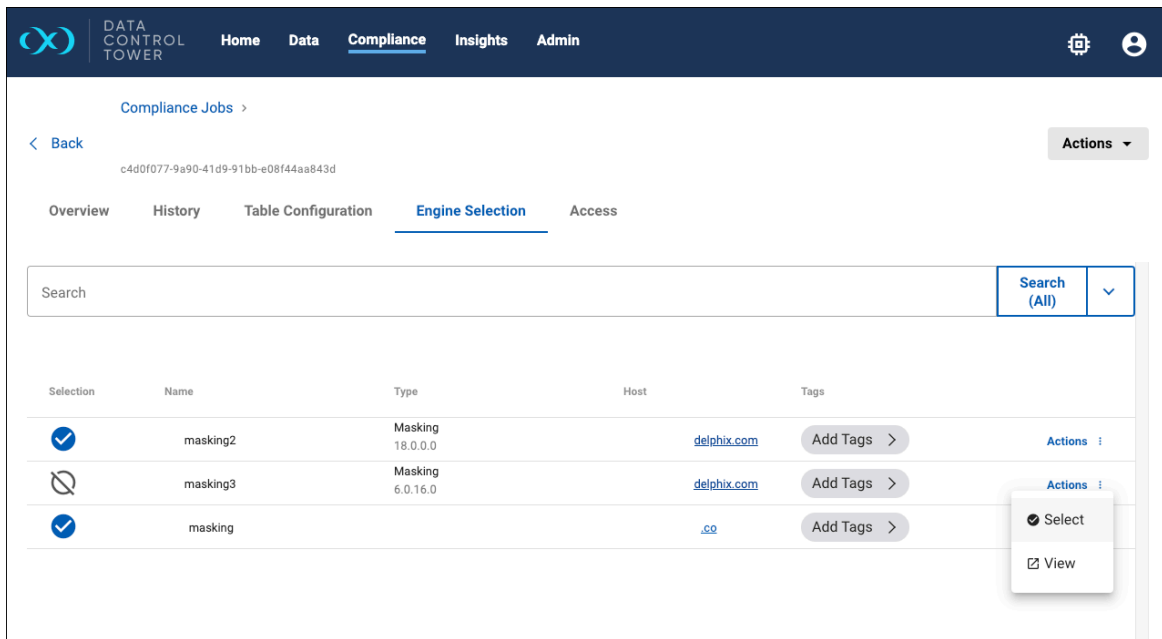 DATA
CONTROL
TOWER
Home Data Compliance Insights Admin
Compliance Jobs >
< Back
Actions
c4d0f077-9a90-41d9-91bb-e08f44aa843d
Overview History Table Configuration Engine Selection Access
Search
Search
(All)
Selection Name Type Host Tags
masking2 Masking delphix.com Add Tags > Actions
18.0.0.0
masking3 Masking delphix.com Add Tags > Actions
6.0.16.0
masking .co Add Tags >
Select
View